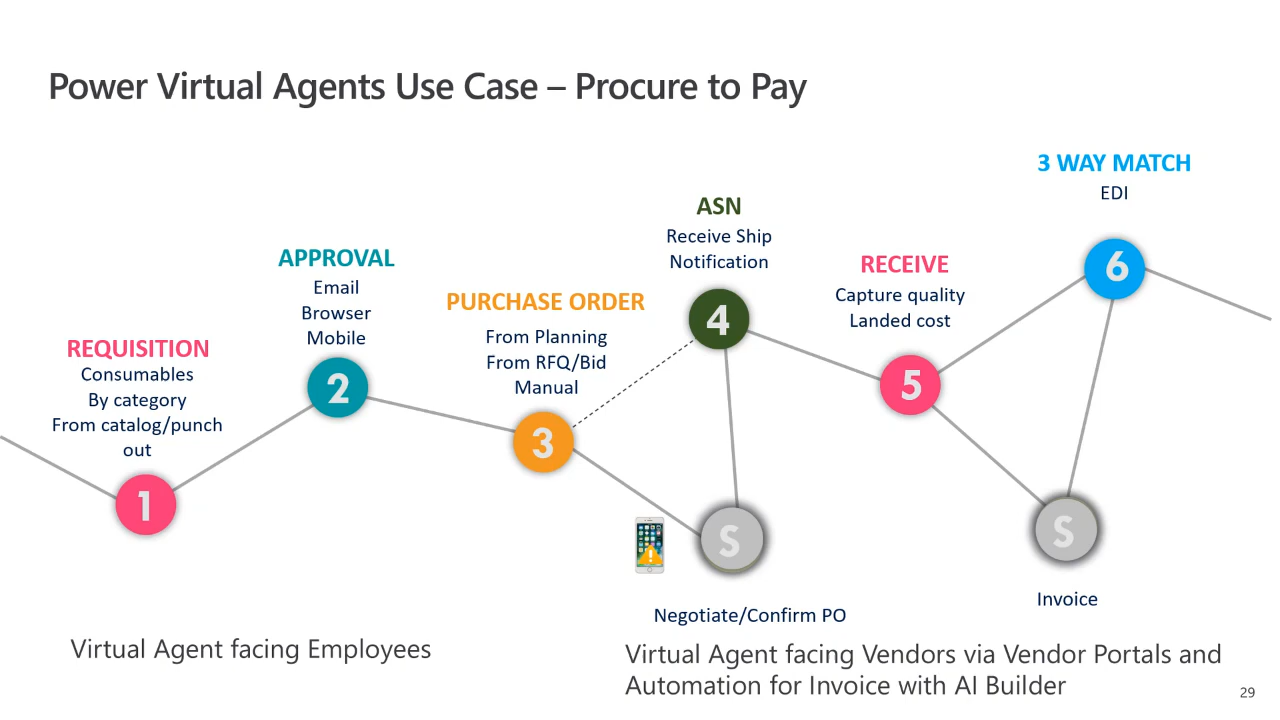 Power Virtual Agents Use Case – Procure to Pay
REQUISITION
Consumables
By category
From catalog/punch
out
1
APPROVAL
Email
Browser
Mobile
2
PURCHASE ORDER
From Planning
From RFQ/Bid
Manual
3
ASN
Receive Ship
Notification
4
S
Negotiate/Confirm PO
RECEIVE
Capture quality
Landed cost
5
3 WAY MATCH
EDI
6
S
Invoice
Virtual Agent facing Employees
Virtual Agent facing Vendors via Vendor Portals and
Automation for Invoice with AI Builder
29